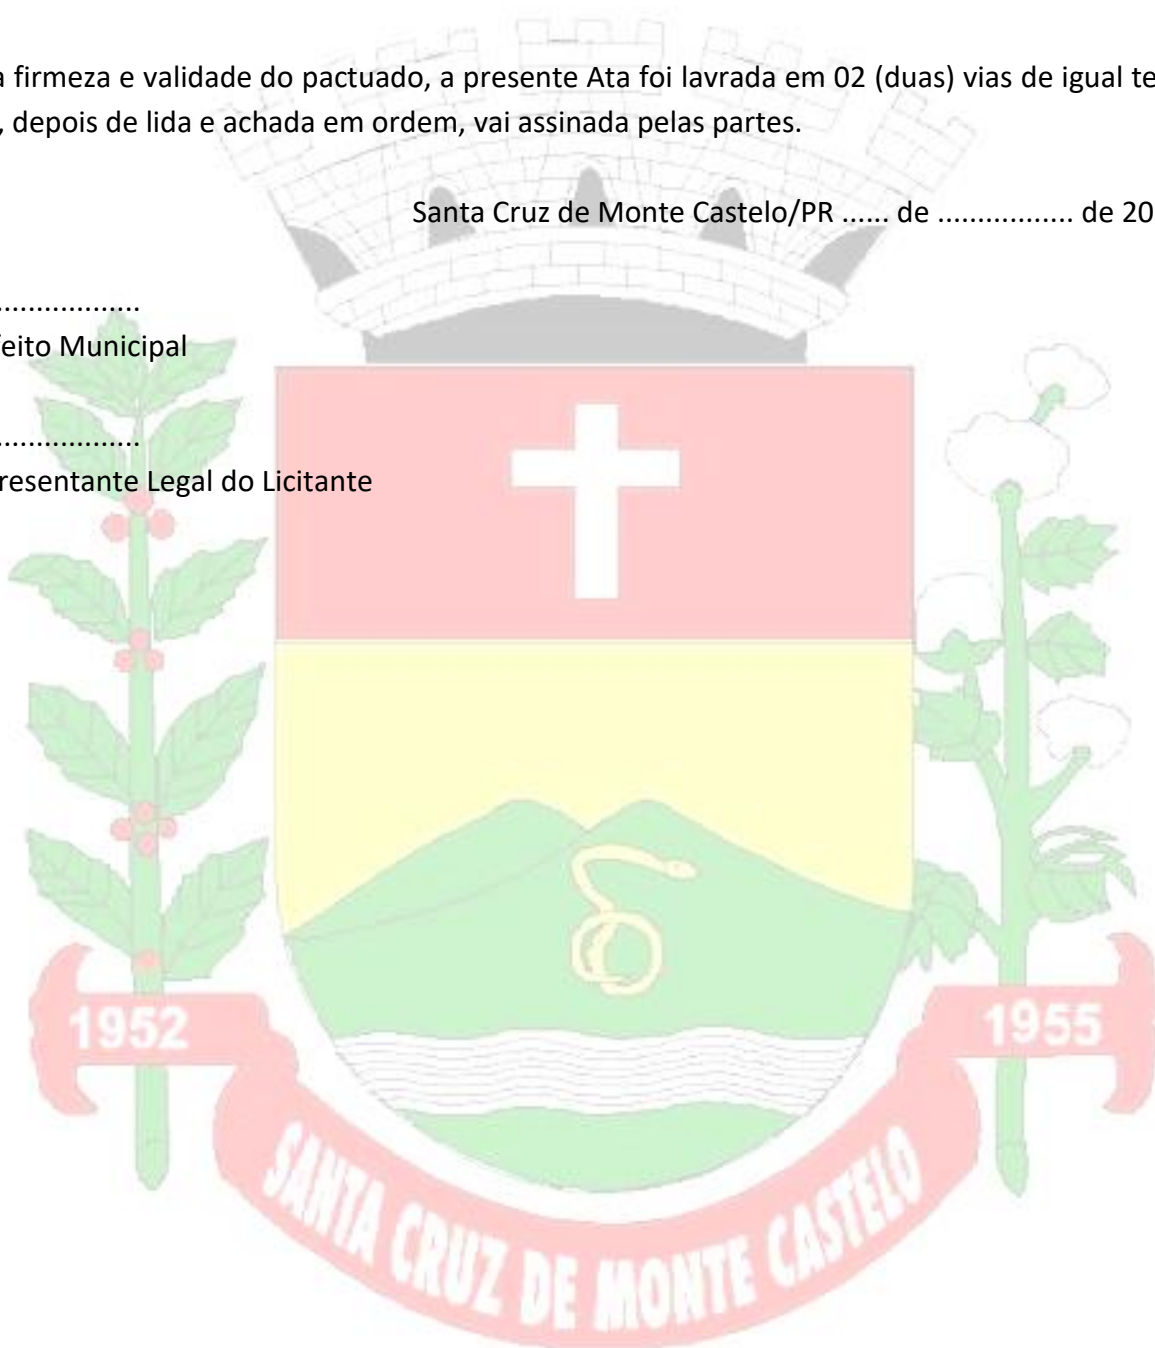 a firmeza e validade do pactuado, a presente Ata foi lavrada em 02 (duas) vias de igual te
, depois de lida e achada em ordem, vai assinada pelas partes.
Santa Cruz de Monte Castelo/PR ...... de ................. de 20
..................
feito Municipal
..................
resentante Legal do Licitante
1952
1955
SANTA CRUZ DE MONTE CASTELO